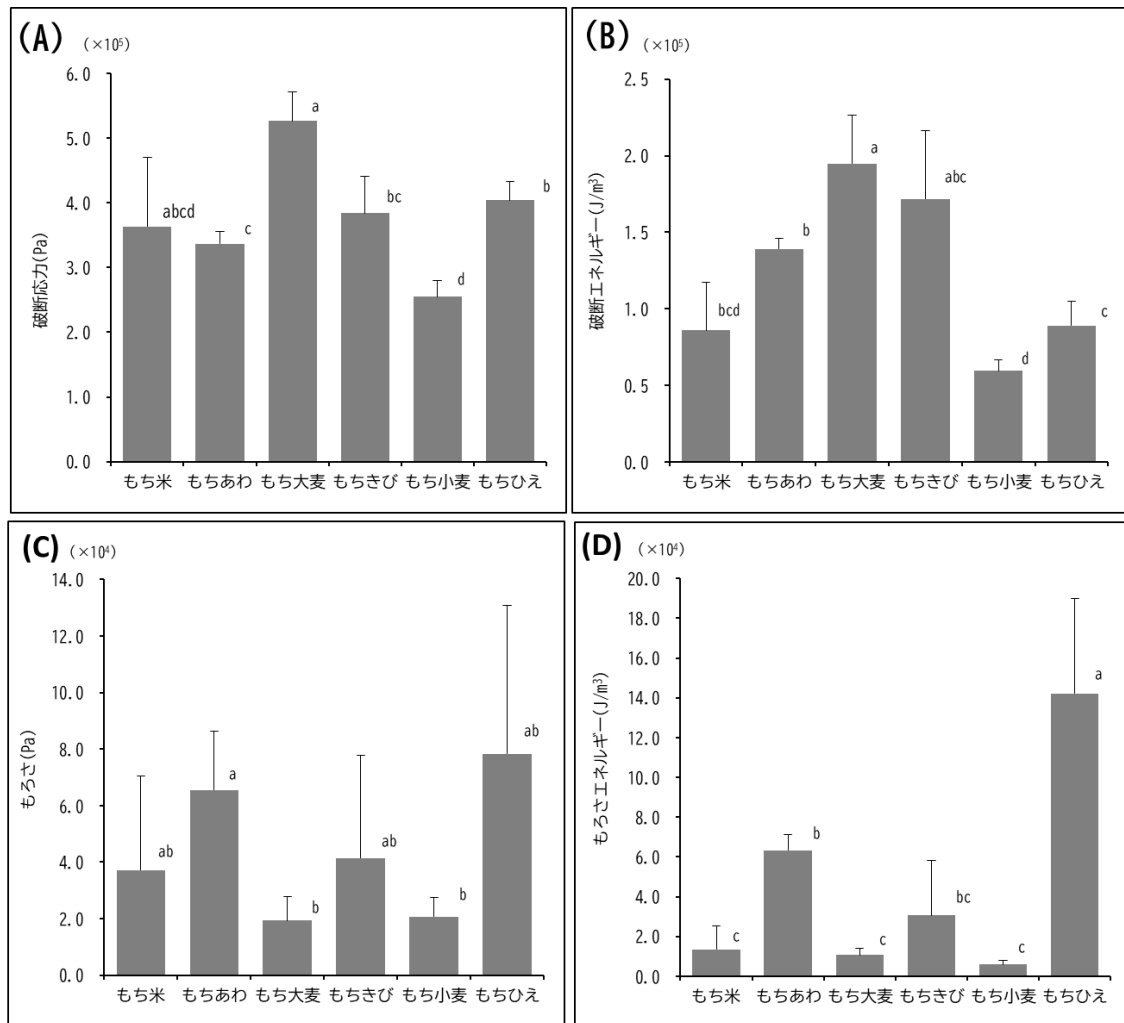 (A) (×10⁵)
破断応力(Pa)
6.0
5.0
4.0
3.0
2.0
1.0
0.0
abcd c a bc d b
もち米 もちあわ もち大麦 もちきび もち小麦 もちひえ
(B) (×10⁵)
破断エネルギー(J/m³)
2.5
2.0
1.5
1.0
0.5
0.0
bcd b a abc d c
もち米 もちあわ もち大麦 もちきび もち小麦 もちひえ
(C) (×10⁴)
もろさ(Pa)
14.0
12.0
10.0
8.0
6.0
4.0
2.0
0.0
ab a b ab b ab
もち米 もちあわ もち大麦 もちきび もち小麦 もちひえ
(D) (×10⁴)
もろさエネルギー(J/m³)
20.0
18.0
16.0
14.0
12.0
10.0
8.0
6.0
4.0
2.0
0.0
c b c bc c a
もち米 もちあわ もち大麦 もちきび もち小麦 もちひえ